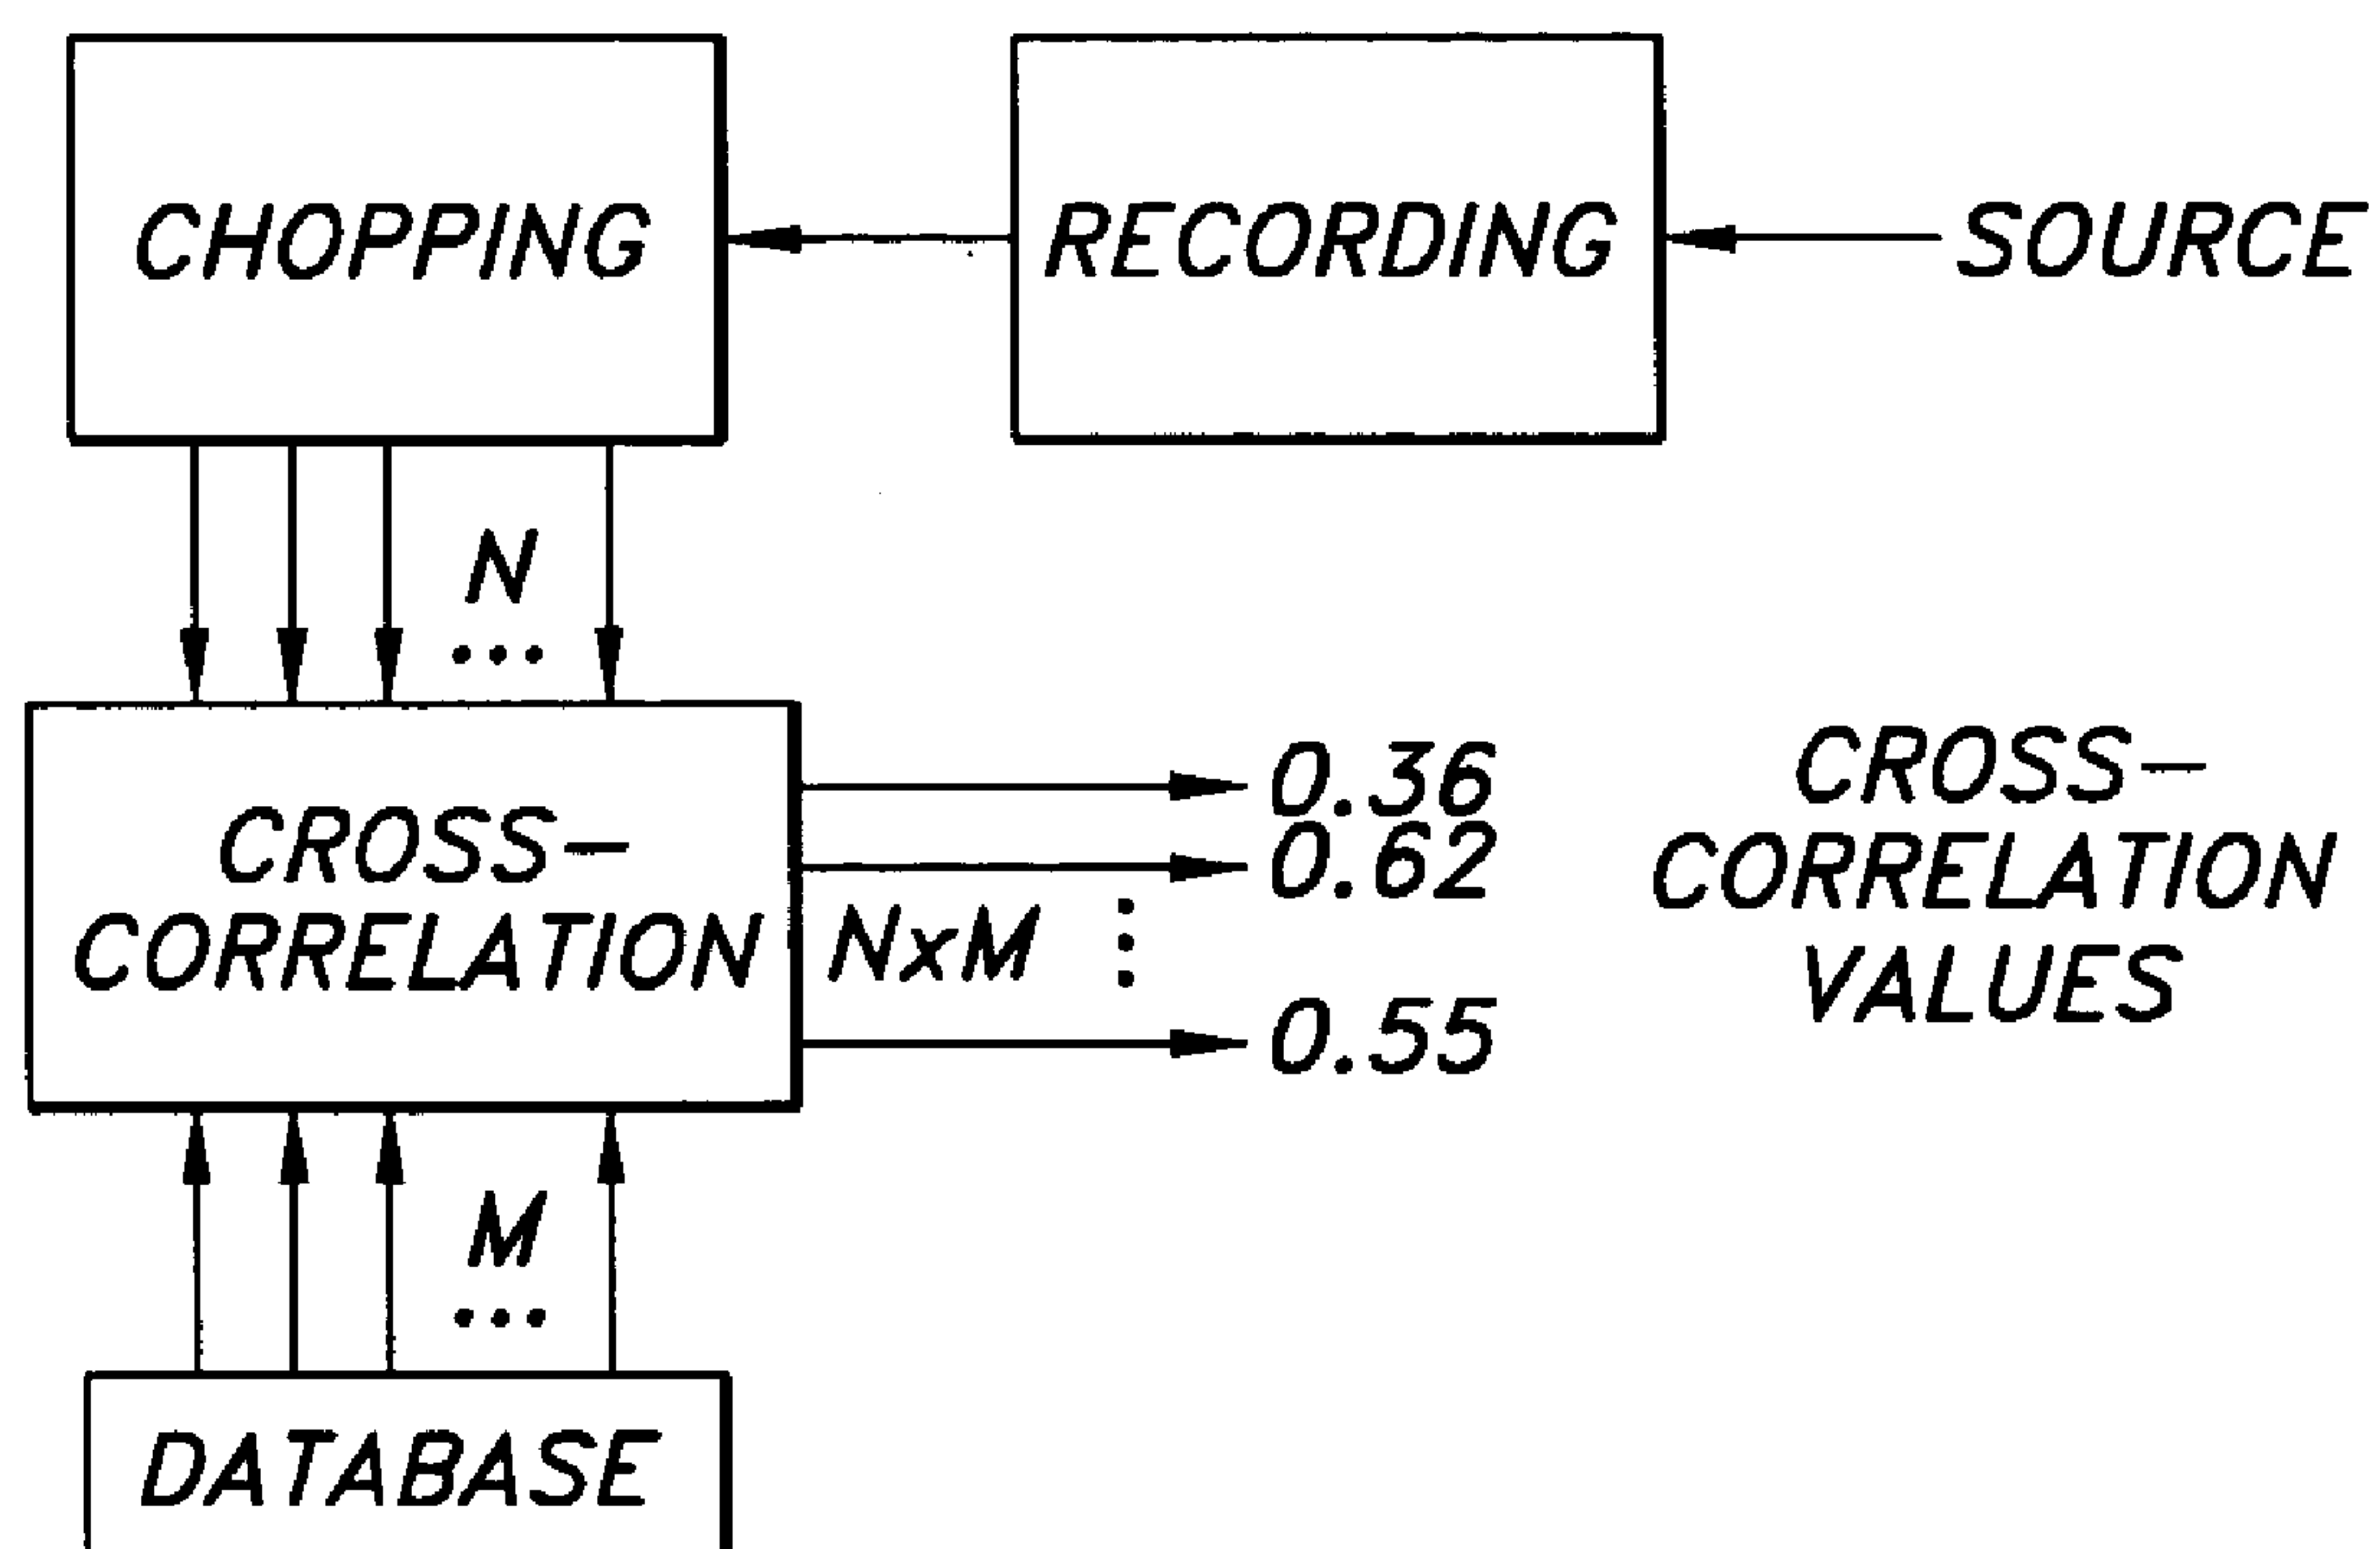 CHOPPING
RECORDING
SOURCE
N
...
CROSS-
CORRELATION
NxM
0.36
0.62
0.55
CROSS-
CORRELATION
VALUES
M
...
DATABASE